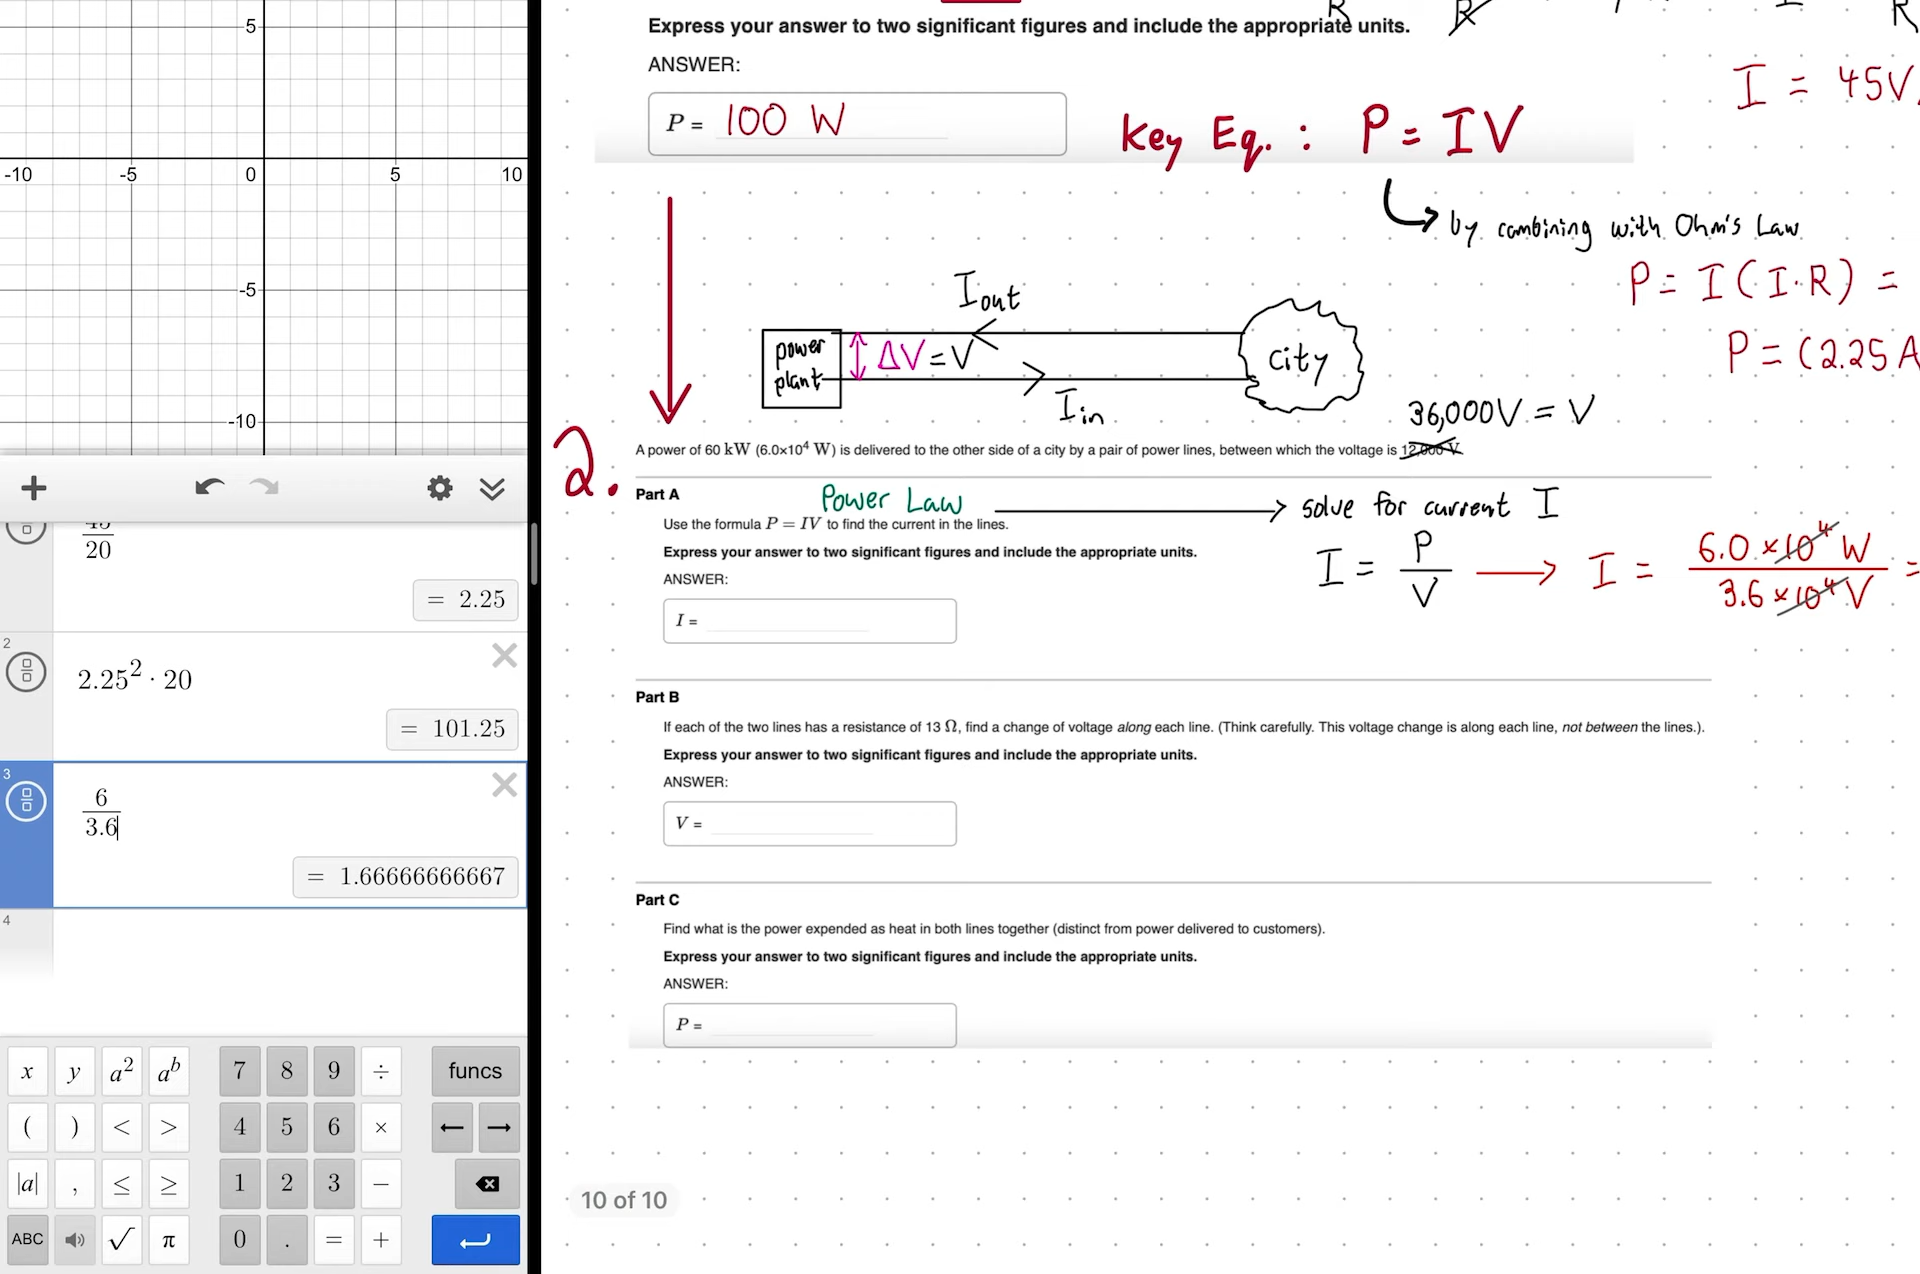 5
-10 -5 0 5 10
-5
-10
20
= 2.25
2
2.25² · 20
= 101.25
3
6
3.6
= 1.66666666667
4
x y a² aᵇ 7 8 9 ÷ funcs
( ) < > 4 5 6 × ← →
|a| , ≤ ≥ 1 2 3 −
ABC √ π 0 . = +
Express your answer to two significant figures and include the appropriate units.
ANSWER:
P = 100 W
Key Eq. : P = IV
I = 45V
by combining with Ohm's Law
P = I (I·R) =
P = (2.25 A
Iout
power plant
ΔV = V
city
Iin
36,000V = V
2.
A power of 60 kW (6.0×10⁴ W) is delivered to the other side of a city by a pair of power lines, between which the voltage is 12,000 V
Part A
Power Law → solve for current I
Use the formula P = IV to find the current in the lines.
Express your answer to two significant figures and include the appropriate units.
ANSWER:
I =
I = P / V → I = 6.0 ×10⁴ W / 3.6 ×10⁴ V =
Part B
If each of the two lines has a resistance of 13 Ω, find a change of voltage along each line. (Think carefully. This voltage change is along each line, not between the lines.).
Express your answer to two significant figures and include the appropriate units.
ANSWER:
V =
Part C
Find what is the power expended as heat in both lines together (distinct from power delivered to customers).
Express your answer to two significant figures and include the appropriate units.
ANSWER:
P =
10 of 10